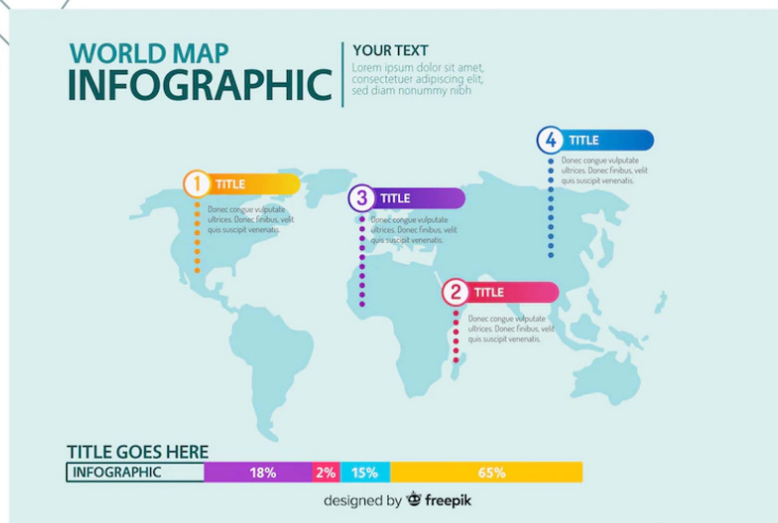 WORLD MAP
INFOGRAPHIC
YOUR TEXT
Lorem ipsum dolor sit amet,
consectetuer adipiscing elit,
sed diam nonummy nibh
4 TITLE
Donec congue vulputate
ultrices. Donec finibus, velit
quis suscipit venenatis.
1 TITLE
Donec congue vulputate
ultrices. Donec finibus, velit
quis suscipit venenatis.
3 TITLE
Donec congue vulputate
ultrices. Donec finibus, velit
quis suscipit venenatis.
2 TITLE
Donec congue vulputate
ultrices. Donec finibus, velit
quis suscipit venenatis.
TITLE GOES HERE
INFOGRAPHIC 18% 2% 15% 65%
designed by freepik